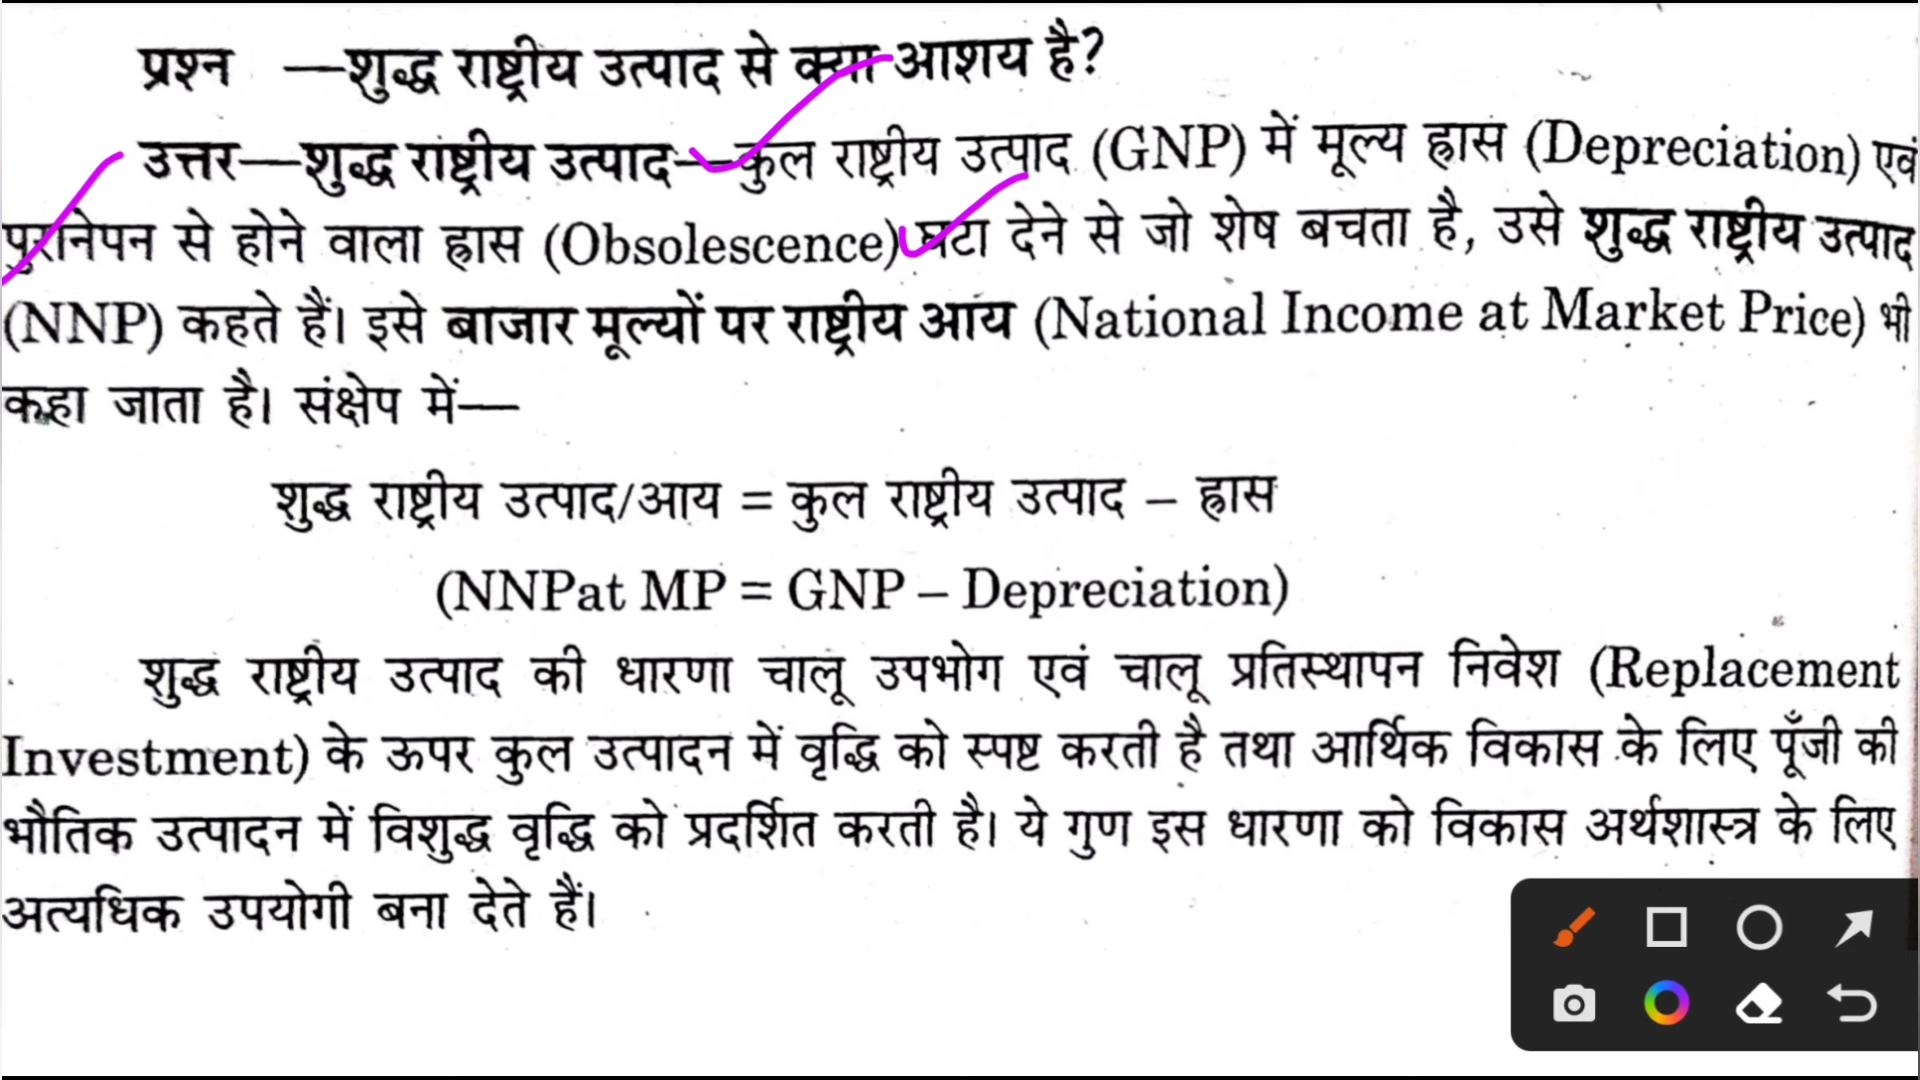 प्रश्न —शुद्ध राष्ट्रीय उत्पाद से क्या आशय है?
उत्तर—शुद्ध राष्ट्रीय उत्पाद—कुल राष्ट्रीय उत्पाद (GNP) में मूल्य ह्रास (Depreciation) एवं
पुरानेपन से होने वाला ह्रास (Obsolescence) घटा देने से जो शेष बचता है, उसे शुद्ध राष्ट्रीय उत्पाद
(NNP) कहते हैं। इसे बाजार मूल्यों पर राष्ट्रीय आय (National Income at Market Price) भी
कहा जाता है। संक्षेप में—
शुद्ध राष्ट्रीय उत्पाद/आय = कुल राष्ट्रीय उत्पाद – ह्रास
(NNPat MP = GNP – Depreciation)
शुद्ध राष्ट्रीय उत्पाद की धारणा चालू उपभोग एवं चालू प्रतिस्थापन निवेश (Replacement
Investment) के ऊपर कुल उत्पादन में वृद्धि को स्पष्ट करती है तथा आर्थिक विकास के लिए पूँजी की
भौतिक उत्पादन में विशुद्ध वृद्धि को प्रदर्शित करती है। ये गुण इस धारणा को विकास अर्थशास्त्र के लिए
अत्यधिक उपयोगी बना देते हैं।